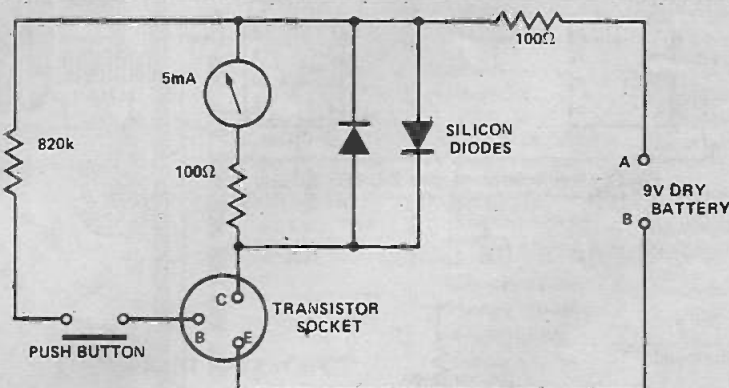 100Ω
5mA
820k
SILICON
DIODES
100Ω
A
9V DRY
BATTERY
B
C
TRANSISTOR
SOCKET
B
E
PUSH BUTTON